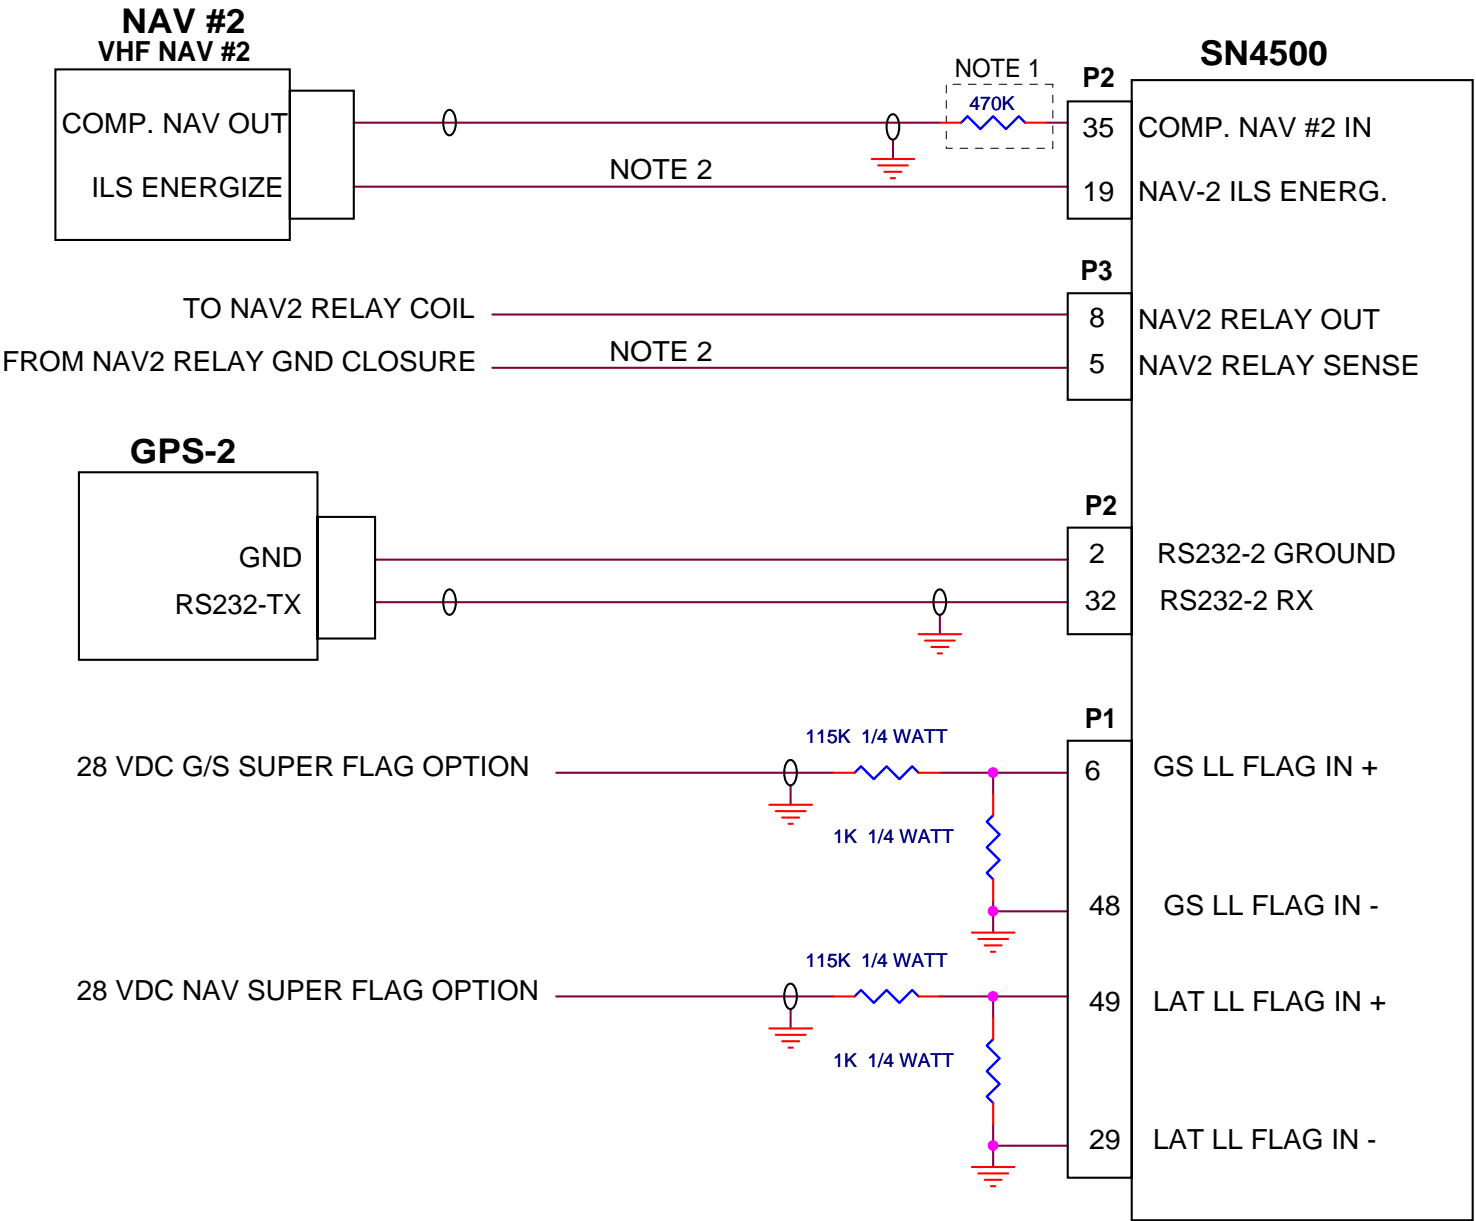 NAV #2
VHF NAV #2
SN4500
NOTE 1
P2
470K
COMP. NAV OUT
35 COMP. NAV #2 IN
ILS ENERGIZE
NOTE 2
19 NAV-2 ILS ENERG.
P3
TO NAV2 RELAY COIL
8 NAV2 RELAY OUT
FROM NAV2 RELAY GND CLOSURE
NOTE 2
5 NAV2 RELAY SENSE
GPS-2
P2
GND
2 RS232-2 GROUND
RS232-TX
32 RS232-2 RX
P1
115K 1/4 WATT
28 VDC G/S SUPER FLAG OPTION
6 GS LL FLAG IN +
1K 1/4 WATT
48 GS LL FLAG IN -
115K 1/4 WATT
28 VDC NAV SUPER FLAG OPTION
49 LAT LL FLAG IN +
1K 1/4 WATT
29 LAT LL FLAG IN -